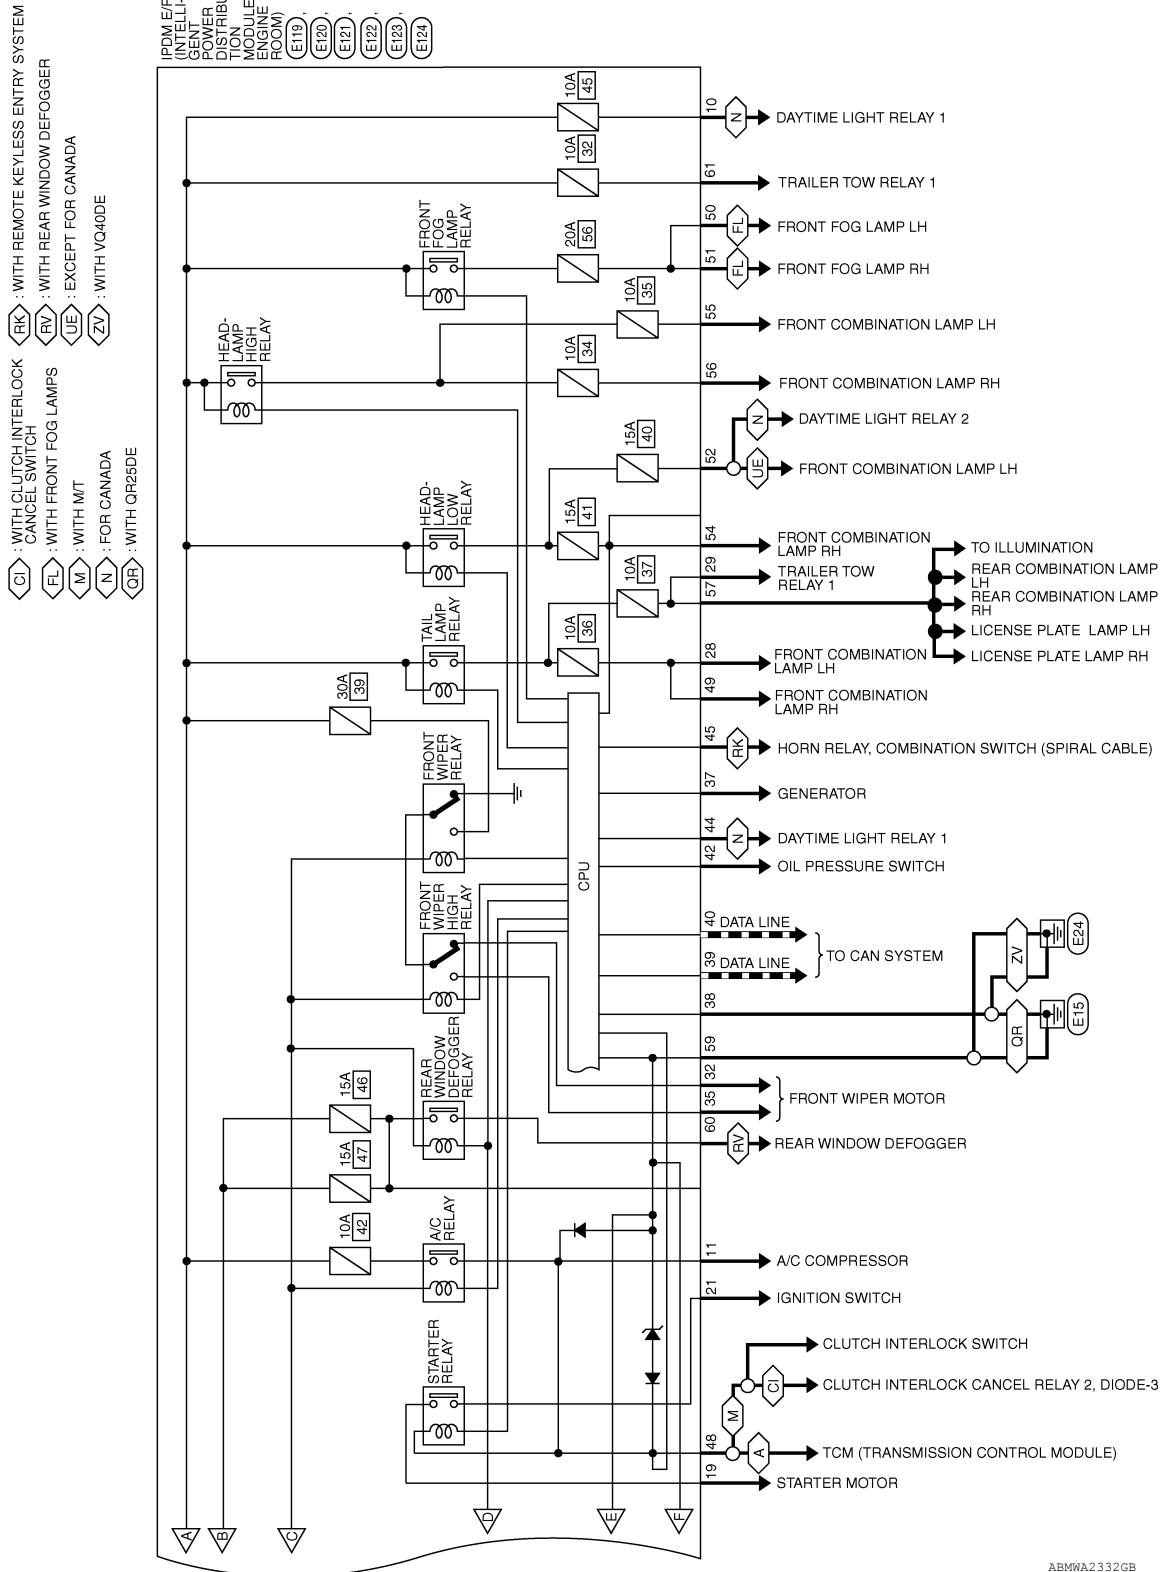 RK : WITH REMOTE KEYLESS ENTRY SYSTEM
RV : WITH REAR WINDOW DEFOGGER
UE : EXCEPT FOR CANADA
ZV : WITH VQ40DE
CI : WITH CLUTCH INTERLOCK
CANCEL SWITCH
FL : WITH FRONT FOG LAMPS
M : WITH M/T
N : FOR CANADA
QR : WITH QR25DE
(INTELLI-
GENT
POWER
TION
MODULE
ENGINE
ROOM)
E119 ,
E120 ,
E121 ,
E122 ,
E123 ,
E124
10A
45
10
N
DAYTIME LIGHT RELAY 1
10A
32
61
TRAILER TOW RELAY 1
FRONT
FOG
LAMP
RELAY
20A
56
50
FL
FRONT FOG LAMP LH
51
FL
FRONT FOG LAMP RH
10A
35
55
FRONT COMBINATION LAMP LH
HEAD-
LAMP
HIGH
RELAY
10A
34
56
FRONT COMBINATION LAMP RH
N
DAYTIME LIGHT RELAY 2
15A
40
52
UE
FRONT COMBINATION LAMP LH
HEAD-
LAMP
LOW
RELAY
15A
41
54
FRONT COMBINATION
LAMP RH
29
TRAILER TOW
RELAY 1
10A
37
57
TO ILLUMINATION
REAR COMBINATION LAMP
LH
REAR COMBINATION LAMP
RH
LICENSE PLATE LAMP LH
LICENSE PLATE LAMP RH
TAIL
LAMP
RELAY
10A
36
28
FRONT COMBINATION
LAMP LH
49
FRONT COMBINATION
LAMP RH
30A
39
FRONT
WIPER
RELAY
45
RK
HORN RELAY, COMBINATION SWITCH (SPIRAL CABLE)
37
GENERATOR
44
N
DAYTIME LIGHT RELAY 1
42
OIL PRESSURE SWITCH
CPU
FRONT
WIPER
HIGH
RELAY
40
DATA LINE
39
DATA LINE
TO CAN SYSTEM
ZV
E24
38
QR
E15
59
32
35
FRONT WIPER MOTOR
REAR
WINDOW
DEFOGGER
RELAY
15A
46
60
RV
REAR WINDOW DEFOGGER
15A
47
10A
42
A/C
RELAY
11
A/C COMPRESSOR
21
IGNITION SWITCH
STARTER
RELAY
CLUTCH INTERLOCK SWITCH
CI
CLUTCH INTERLOCK CANCEL RELAY 2, DIODE-3
M
48
A
TCM (TRANSMISSION CONTROL MODULE)
19
STARTER MOTOR
A
B
C
D
E
F
ABMWA2332GB